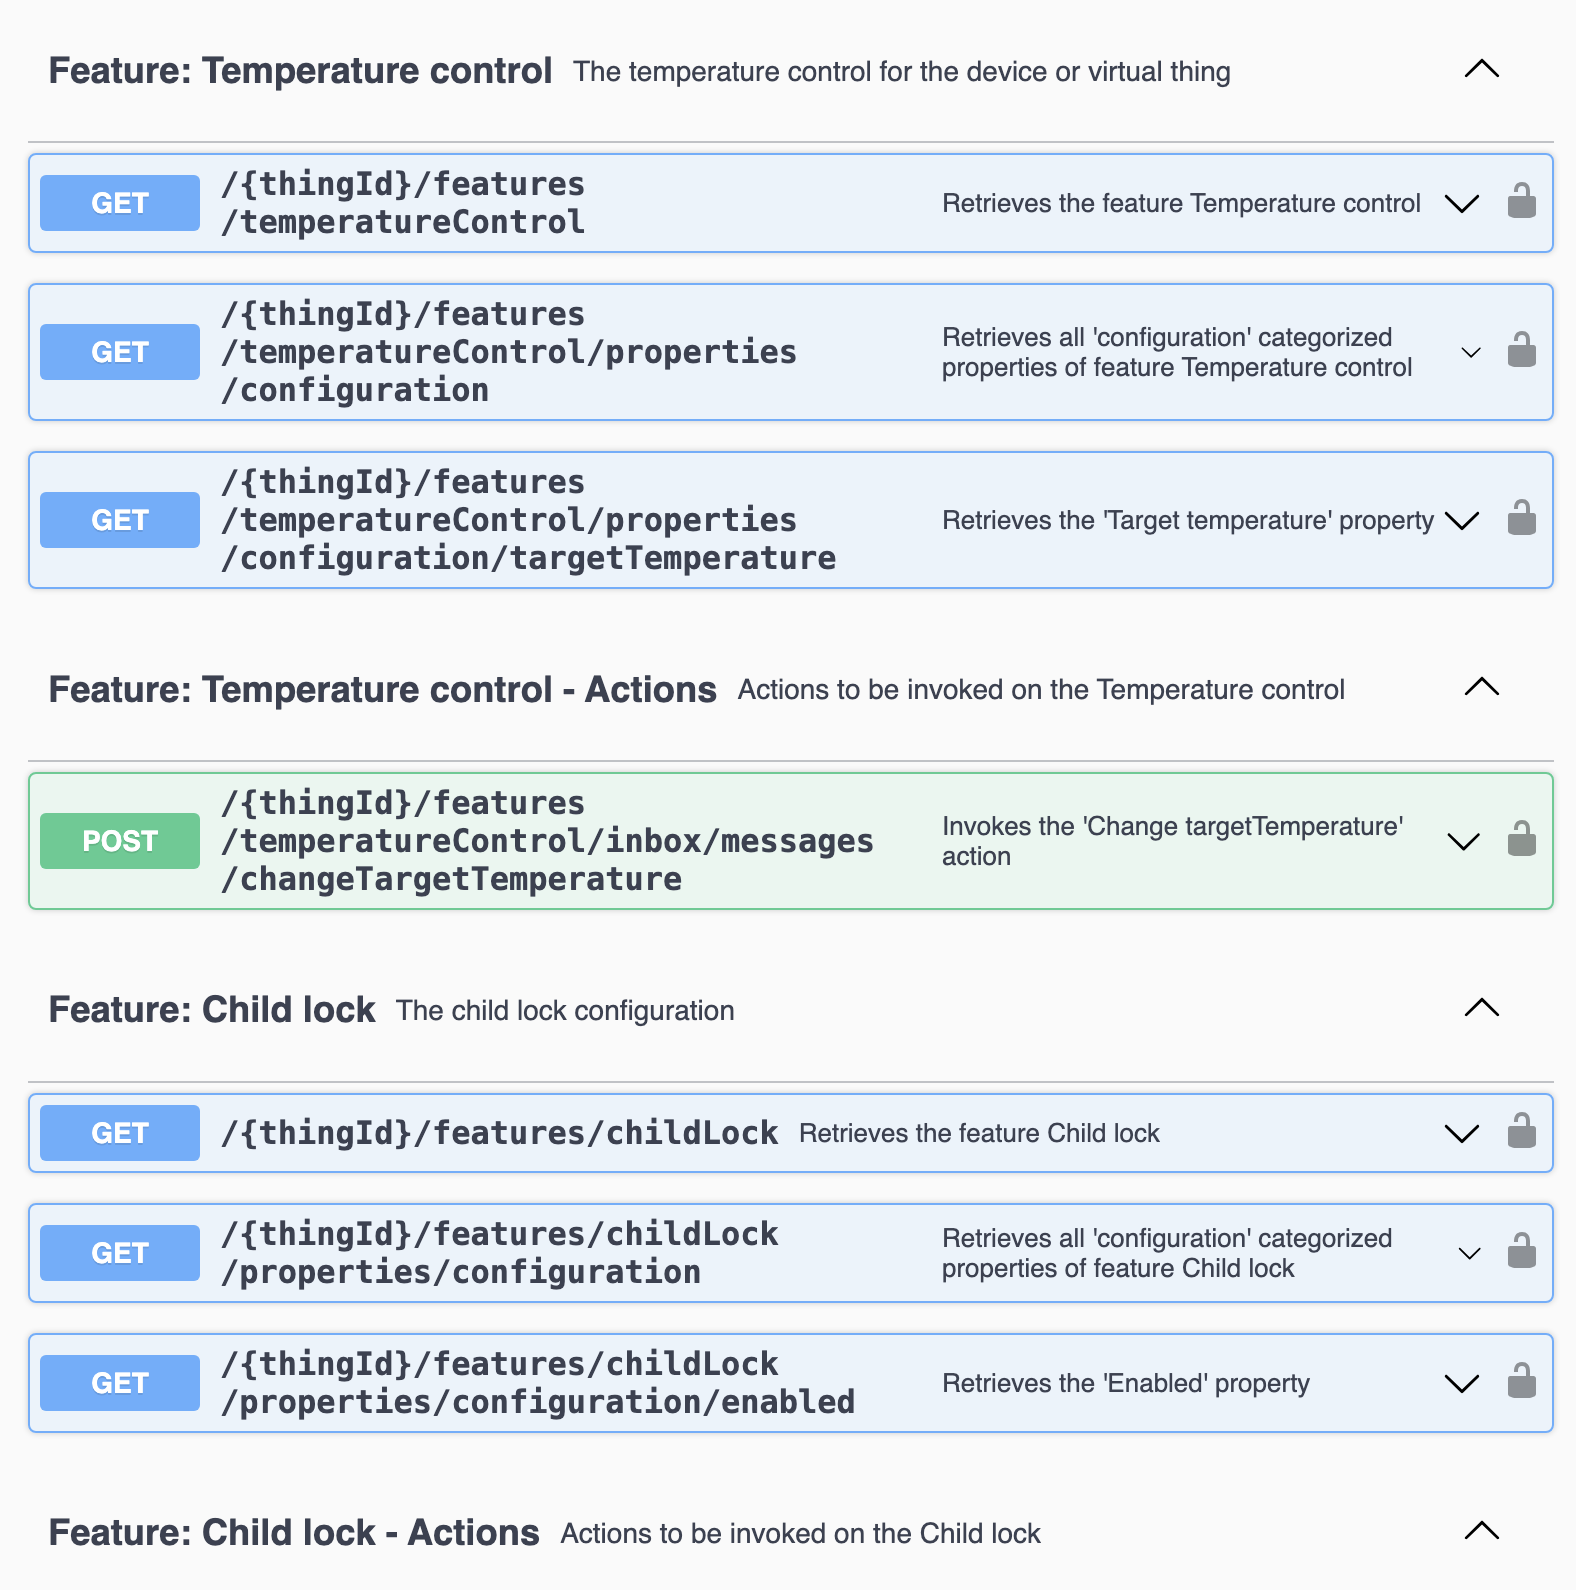 Feature: Temperature control The temperature control for the device or virtual thing
GET
/{thingId}/features
/temperatureControl
Retrieves the feature Temperature control
GET
/{thingId}/features
/temperatureControl/properties
/configuration
Retrieves all 'configuration' categorized
properties of feature Temperature control
GET
/{thingId}/features
/temperatureControl/properties
/configuration/targetTemperature
Retrieves the 'Target temperature' property
Feature: Temperature control - Actions Actions to be invoked on the Temperature control
POST
/{thingId}/features
/temperatureControl/inbox/messages
/changeTargetTemperature
Invokes the 'Change targetTemperature'
action
Feature: Child lock The child lock configuration
GET /{thingId}/features/childLock Retrieves the feature Child lock
GET
/{thingId}/features/childLock
/properties/configuration
Retrieves all 'configuration' categorized
properties of feature Child lock
GET
/{thingId}/features/childLock
/properties/configuration/enabled
Retrieves the 'Enabled' property
Feature: Child lock - Actions Actions to be invoked on the Child lock